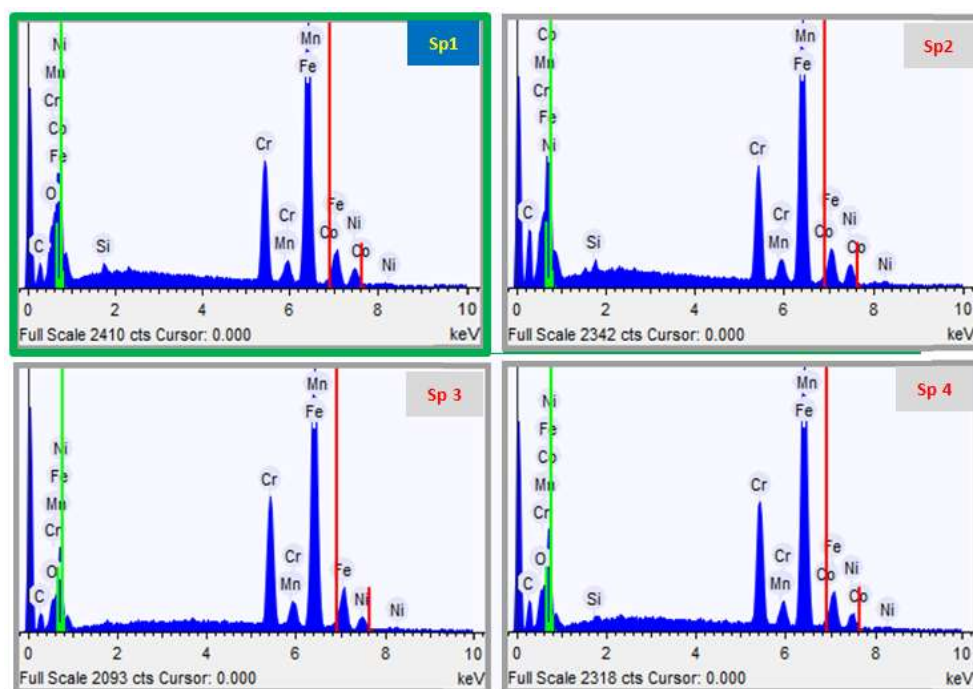 Sp1
Ni
Mn
Cr
Co
Fe
O
C
Si
Cr
Cr
Mn
Mn
Fe
Fe
Co
Ni
Co
Ni
0 2 4 6 8 10
Full Scale 2410 cts Cursor: 0.000 keV
Sp2
Co
Mn
Cr
Fe
Ni
C
Si
Cr
Cr
Mn
Mn
Fe
Fe
Co
Ni
Co
Ni
0 2 4 6 8 10
Full Scale 2342 cts Cursor: 0.000 keV
Sp 3
Ni
Fe
Mn
Cr
O
C
Cr
Cr
Mn
Mn
Fe
Fe
Ni
Ni
0 2 4 6 8 10
Full Scale 2093 cts Cursor: 0.000 keV
Sp 4
Ni
Fe
Co
Mn
Cr
O
C
Si
Cr
Cr
Mn
Mn
Fe
Fe
Co
Ni
Co
Ni
0 2 4 6 8 10
Full Scale 2318 cts Cursor: 0.000 keV